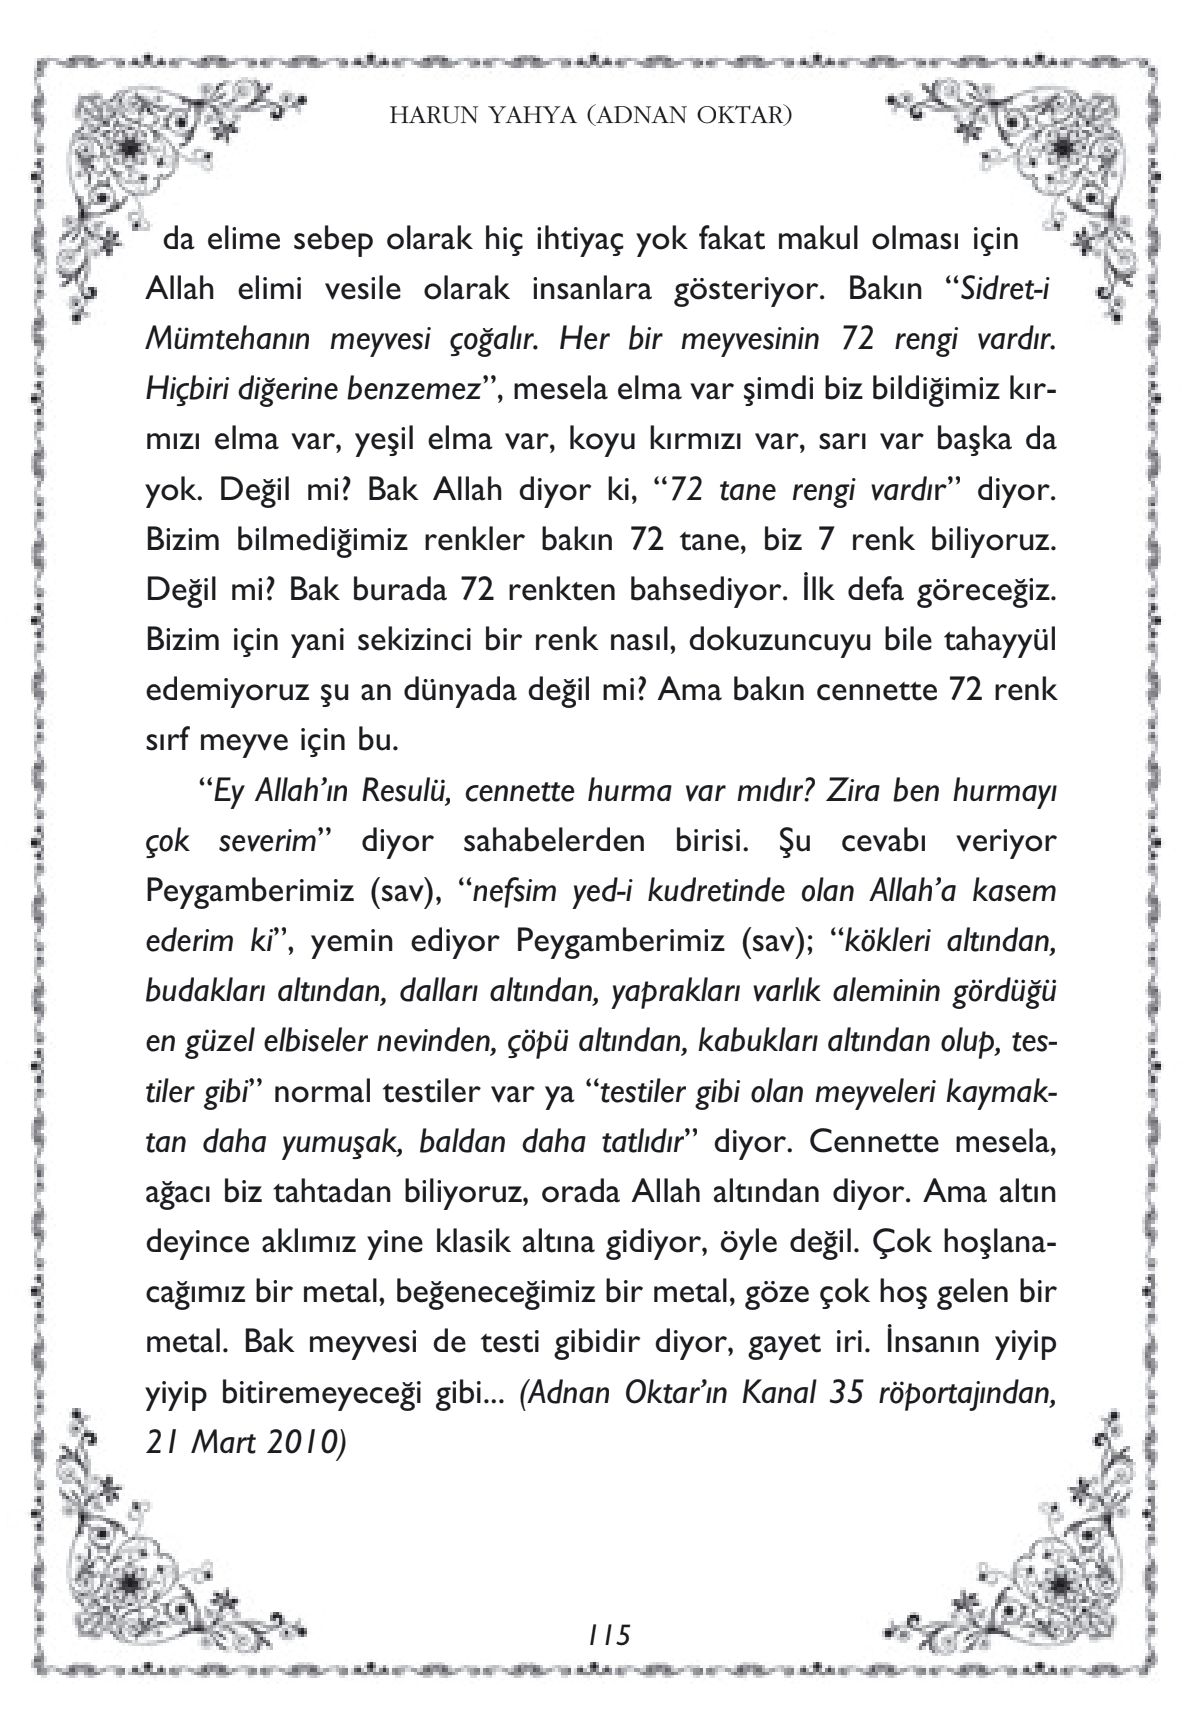 HARUN YAHYA (ADNAN OKTAR)
da elime sebep olarak hiç ihtiyaç yok fakat makul olması için
Allah elimi vesile olarak insanlara gösteriyor. Bakın “Sidret-i
Mümtehanın meyvesi çoğalır. Her bir meyvesinin 72 rengi vardır.
Hiçbiri diğerine benzemez”, mesela elma var şimdi biz bildiğimiz kır-
mızı elma var, yeşil elma var, koyu kırmızı var, sarı var başka da
yok. Değil mi? Bak Allah diyor ki, “72 tane rengi vardır” diyor.
Bizim bilmediğimiz renkler bakın 72 tane, biz 7 renk biliyoruz.
Değil mi? Bak burada 72 renkten bahsediyor. İlk defa göreceğiz.
Bizim için yani sekizinci bir renk nasıl, dokuzuncuyu bile tahayyül
edemiyoruz şu an dünyada değil mi? Ama bakın cennette 72 renk
sırf meyve için bu.
“Ey Allah’ın Resulü, cennette hurma var mıdır? Zira ben hurmayı
çok severim” diyor sahabelerden birisi. Şu cevabı veriyor
Peygamberimiz (sav), “nefsim yed-i kudretinde olan Allah’a kasem
ederim ki”, yemin ediyor Peygamberimiz (sav); “kökleri altından,
budakları altından, dalları altından, yaprakları varlık aleminin gördüğü
en güzel elbiseler nevinden, çöpü altından, kabukları altından olup, tes-
tiler gibi” normal testiler var ya “testiler gibi olan meyveleri kaymak-
tan daha yumuşak, baldan daha tatlıdır” diyor. Cennette mesela,
ağacı biz tahtadan biliyoruz, orada Allah altından diyor. Ama altın
deyince aklımız yine klasik altına gidiyor, öyle değil. Çok hoşlana-
cağımız bir metal, beğeneceğimiz bir metal, göze çok hoş gelen bir
metal. Bak meyvesi de testi gibidir diyor, gayet iri. İnsanın yiyip
yiyip bitiremeyeceği gibi... (Adnan Oktar’ın Kanal 35 röportajından,
21 Mart 2010)
115